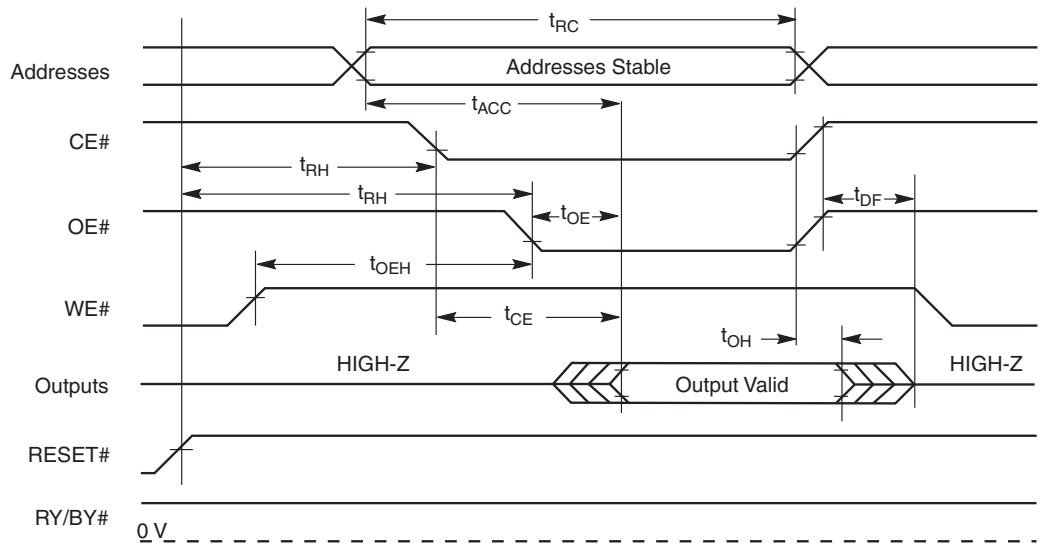 tRC
Addresses
Addresses Stable
tACC
CE#
tRH
tRH
tOE
tDF
OE#
tOEH
WE#
tCE
tOH
HIGH-Z
HIGH-Z
Outputs
Output Valid
RESET#
RY/BY#
0 V